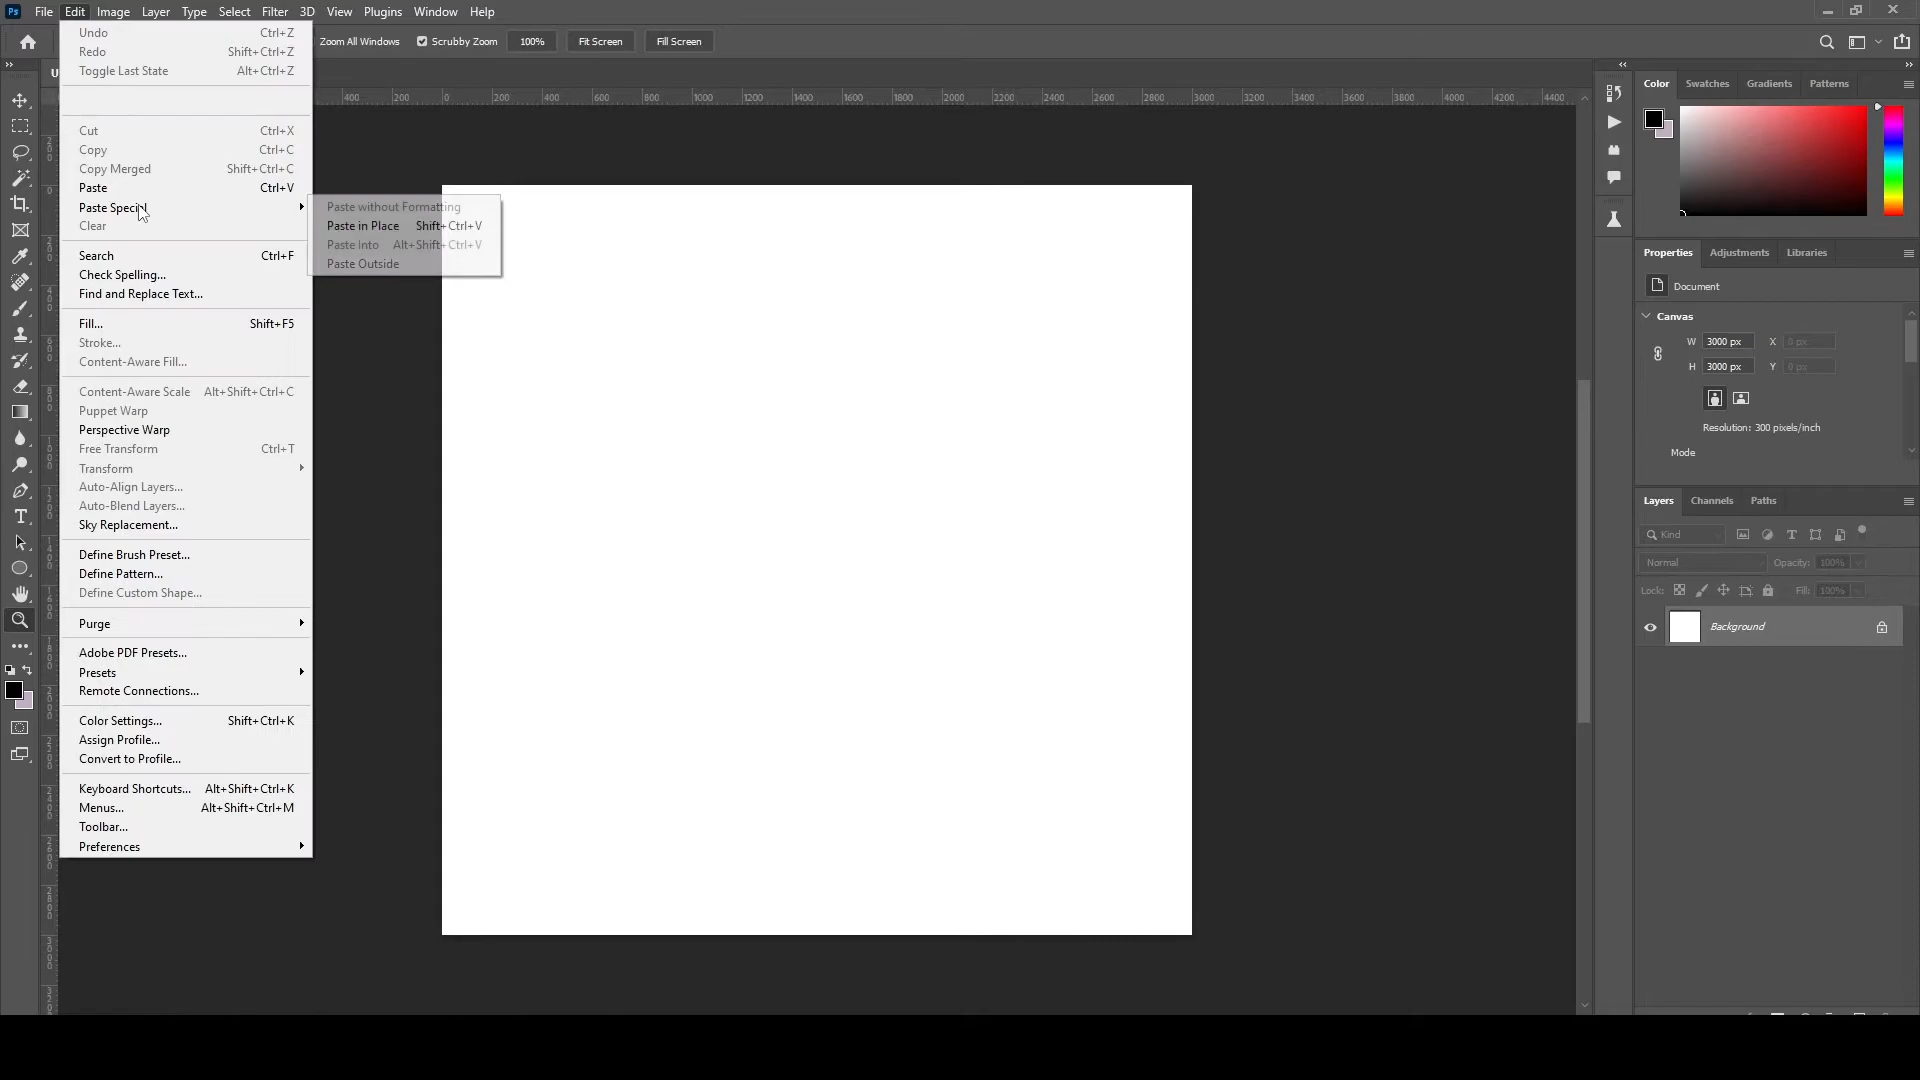 Ps File Edit Image Layer Type Select Filter 3D View Plugins Window Help
Zoom All Windows Scrubby Zoom 100% Fit Screen Fill Screen
U
Undo Ctrl+Z
Redo Shift+Ctrl+Z
Toggle Last State Alt+Ctrl+Z
Cut Ctrl+X
Copy Ctrl+C
Copy Merged Shift+Ctrl+C
Paste Ctrl+V
Paste Special
Clear
Search Ctrl+F
Check Spelling...
Find and Replace Text...
Fill... Shift+F5
Stroke...
Content-Aware Fill...
Content-Aware Scale Alt+Shift+Ctrl+C
Puppet Warp
Perspective Warp
Free Transform Ctrl+T
Transform
Auto-Align Layers...
Auto-Blend Layers...
Sky Replacement...
Define Brush Preset...
Define Pattern...
Define Custom Shape...
Purge
Adobe PDF Presets...
Presets
Remote Connections...
Color Settings... Shift+Ctrl+K
Assign Profile...
Convert to Profile...
Keyboard Shortcuts... Alt+Shift+Ctrl+K
Menus... Alt+Shift+Ctrl+M
Toolbar...
Preferences
Paste without Formatting
Paste in Place Shift+Ctrl+V
Paste Into Alt+Shift+Ctrl+V
Paste Outside
400 200 0 200 400 600 800 1000 1200 1400 1600 1800 2000 2200 2400 2600 2800 3000 3200 3400 3600 3800 4000 4200 4400
Color Swatches Gradients Patterns
Properties Adjustments Libraries
Document
Canvas
W 3000 px X 0 px
H 3000 px Y 0 px
Resolution: 300 pixels/inch
Mode
Layers Channels Paths
Kind
Normal Opacity: 100%
Lock: Fill: 100%
Background